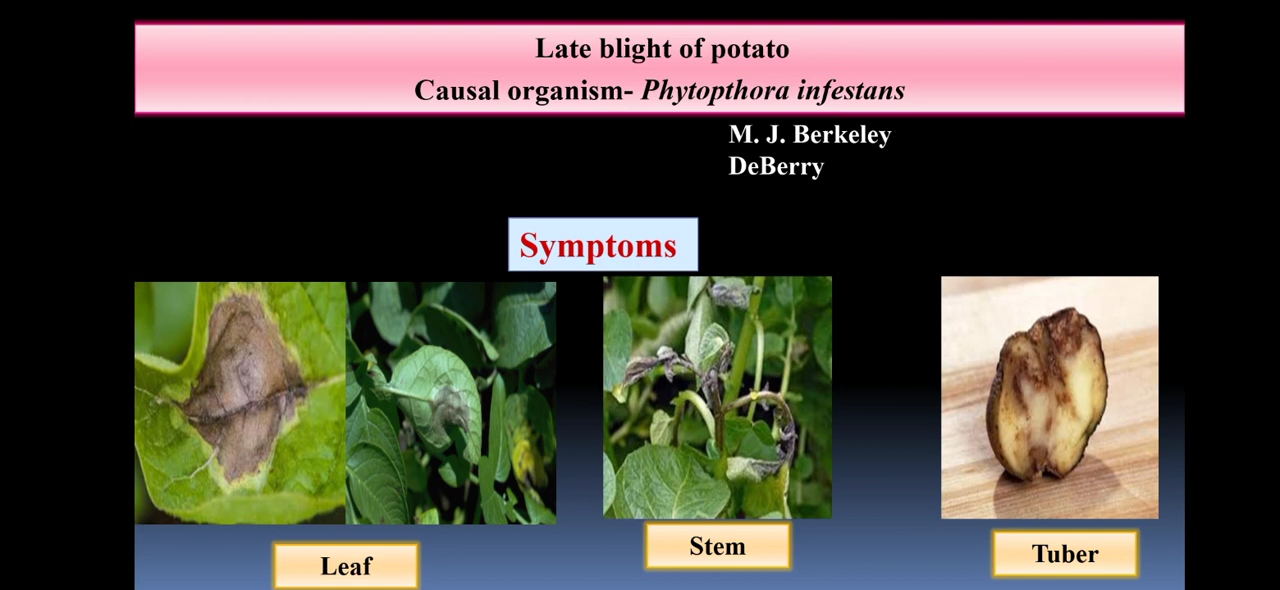 Late blight of potato
Causal organism- Phytopthora infestans
M. J. Berkeley
DeBerry
Symptoms
Leaf
Stem
Tuber